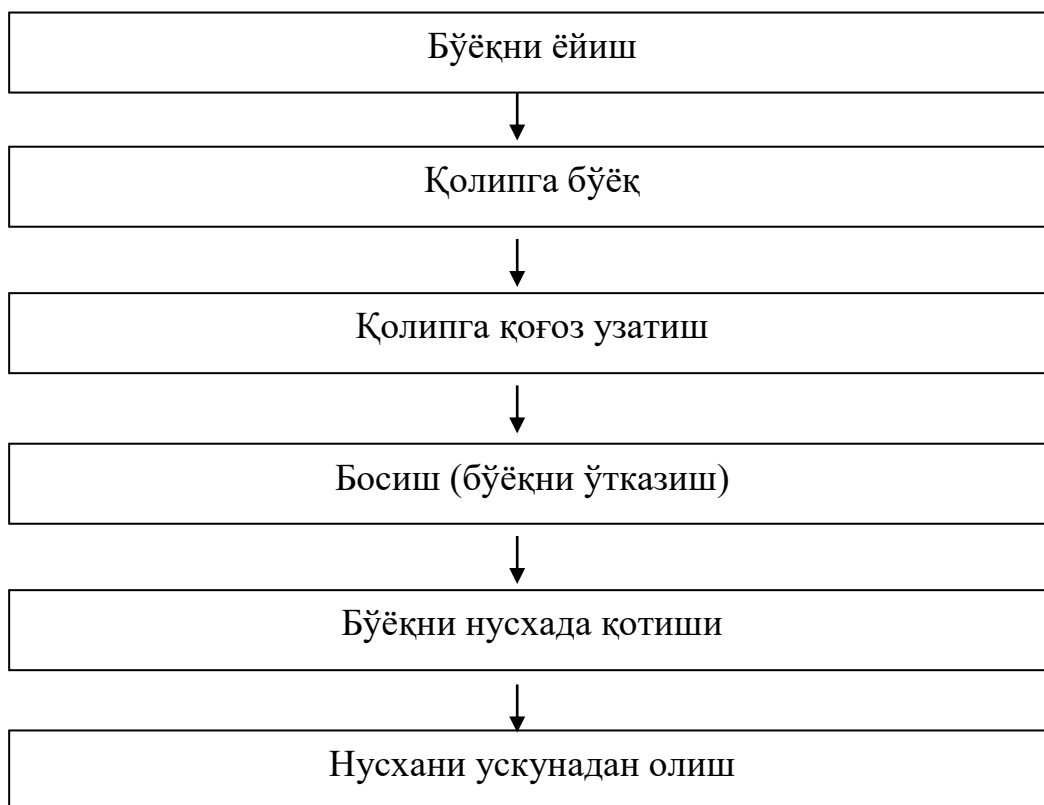 Бўёқни ёйиш
Қолипга бўёқ
Қолипга қоғоз узатиш
Босиш (бўёқни ўтказиш)
Бўёқни нусхада қотиши
Нусхани ускунадан олиш